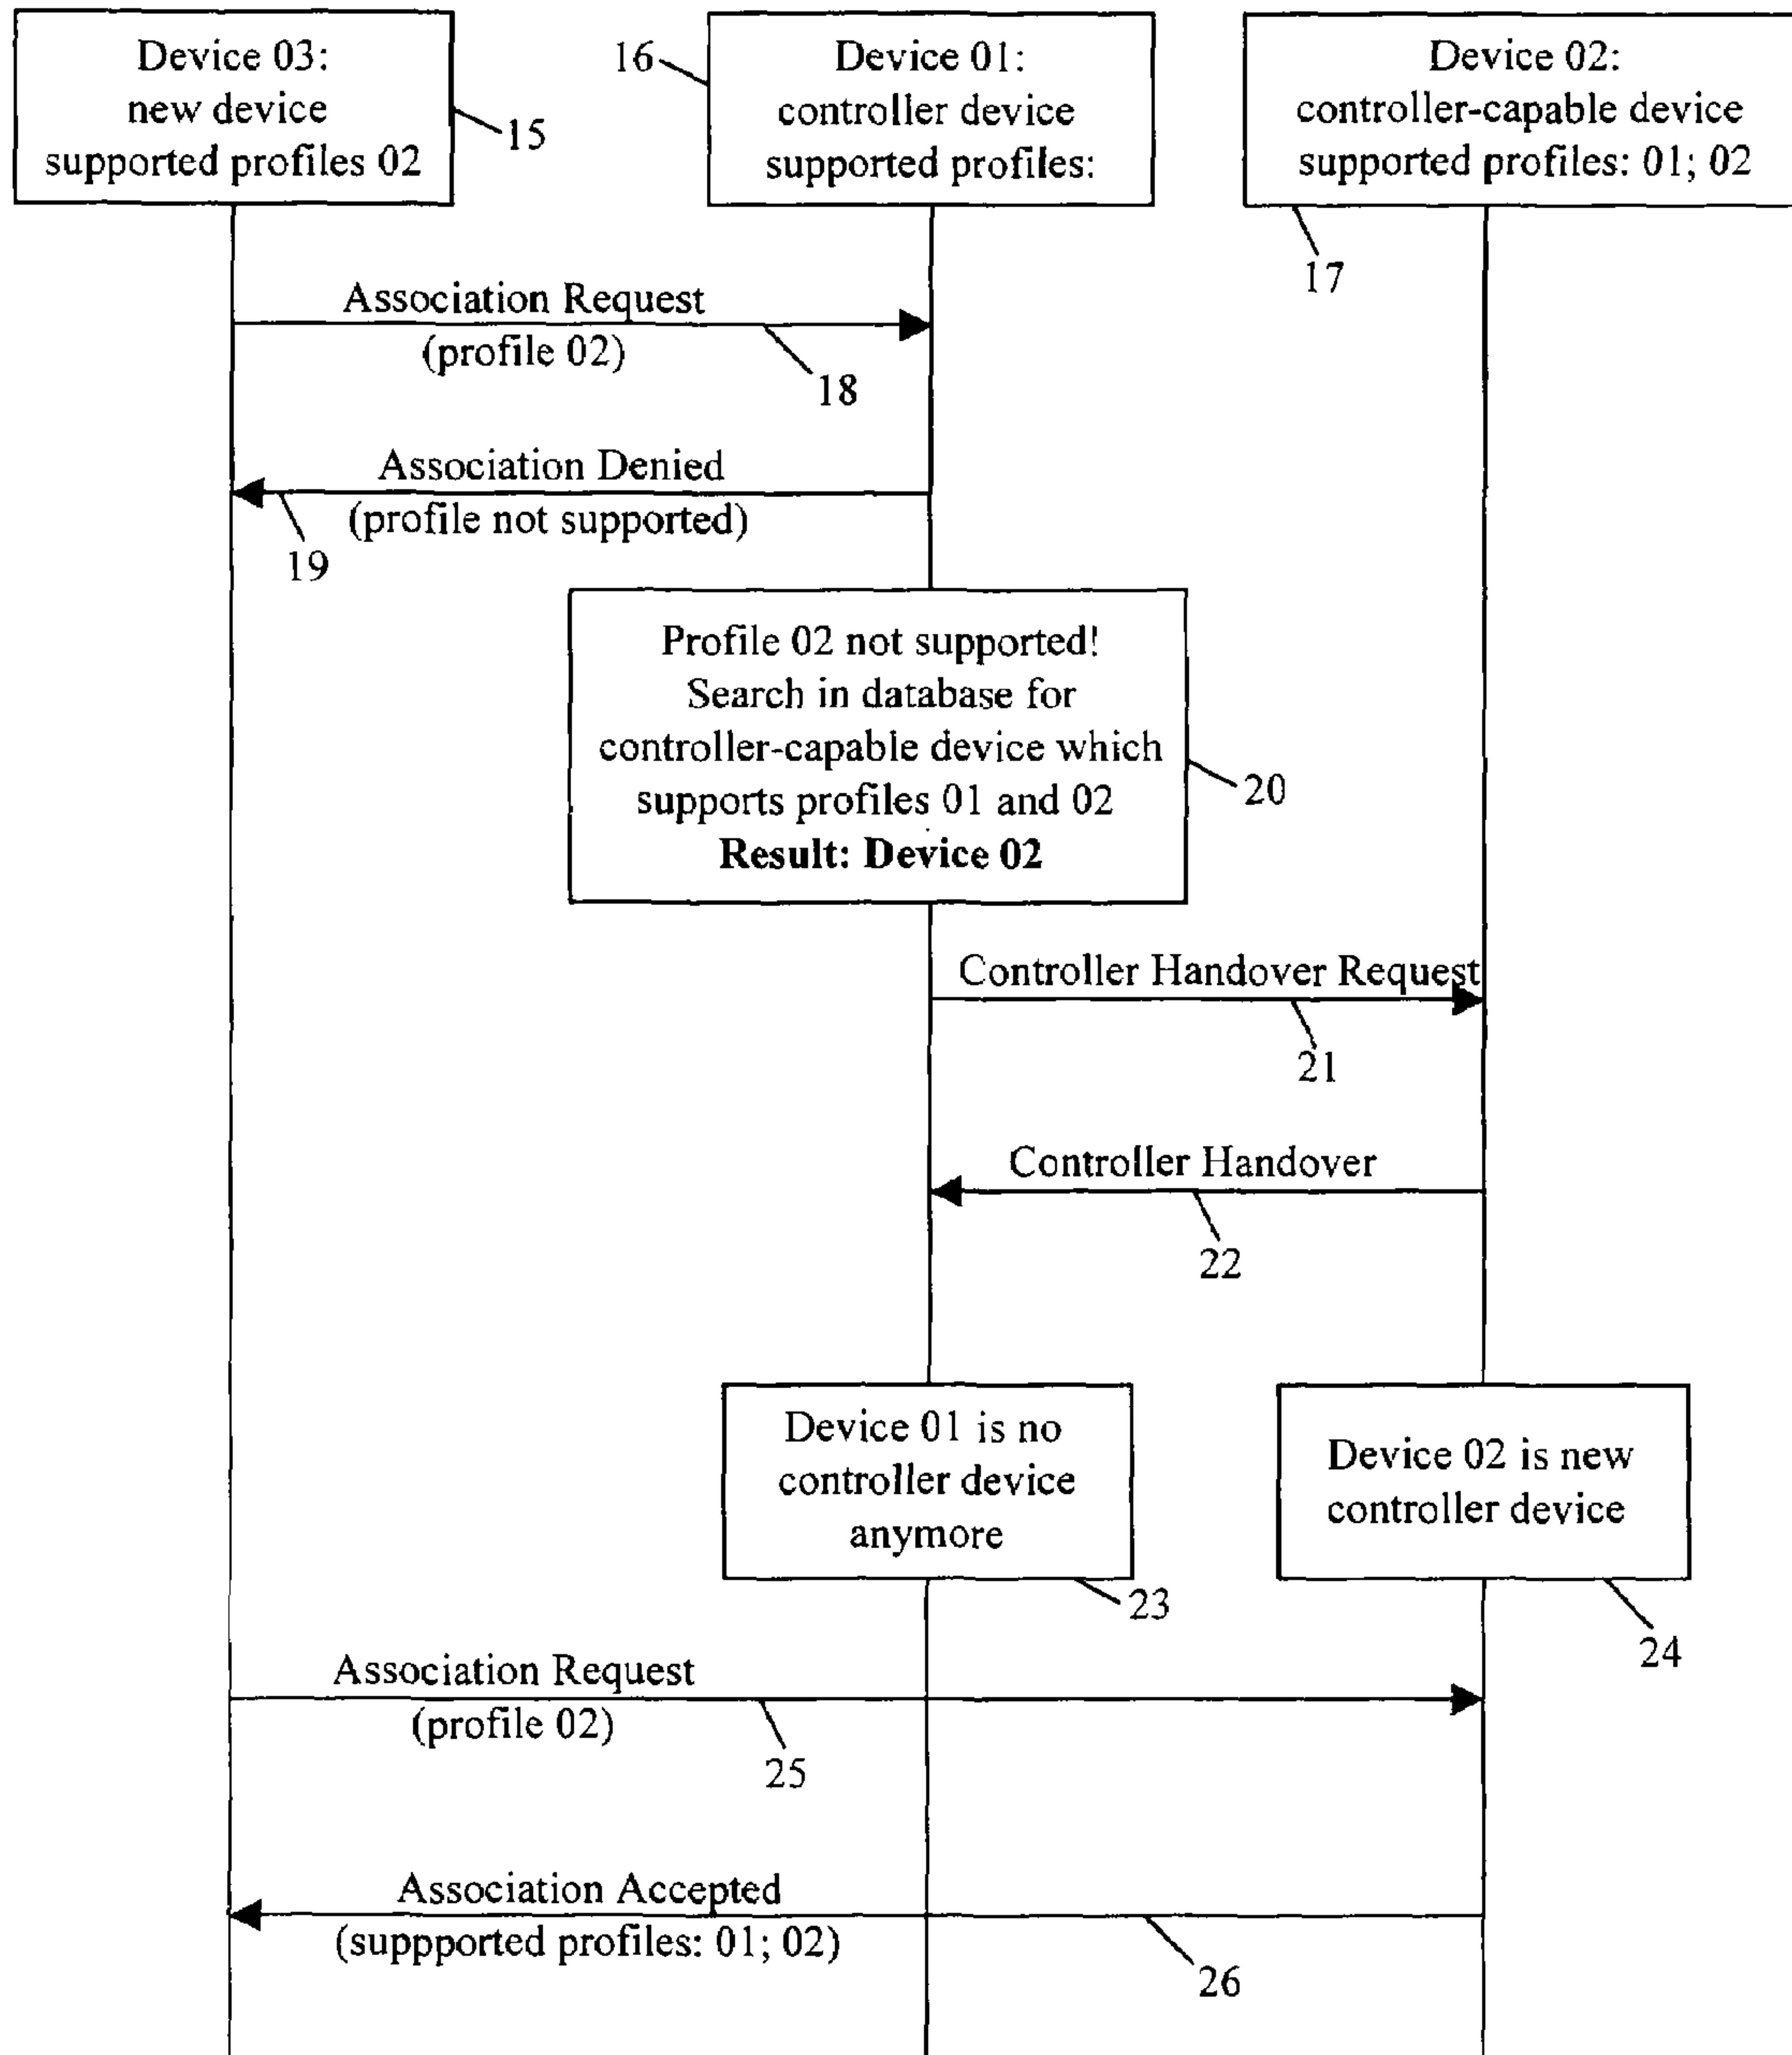 Device 03:
new device
supported profiles 02
15
16
Device 01:
controller device
supported profiles:
Device 02:
controller-capable device
supported profiles: 01; 02
17
Association Request
(profile 02)
18
Association Denied
(profile not supported)
19
Profile 02 not supported!
Search in database for
controller-capable device which
supports profiles 01 and 02
Result: Device 02
20
Controller Handover Request
21
Controller Handover
22
Device 01 is no
controller device
anymore
23
Device 02 is new
controller device
24
Association Request
(profile 02)
25
Association Accepted
(suppported profiles: 01; 02)
26